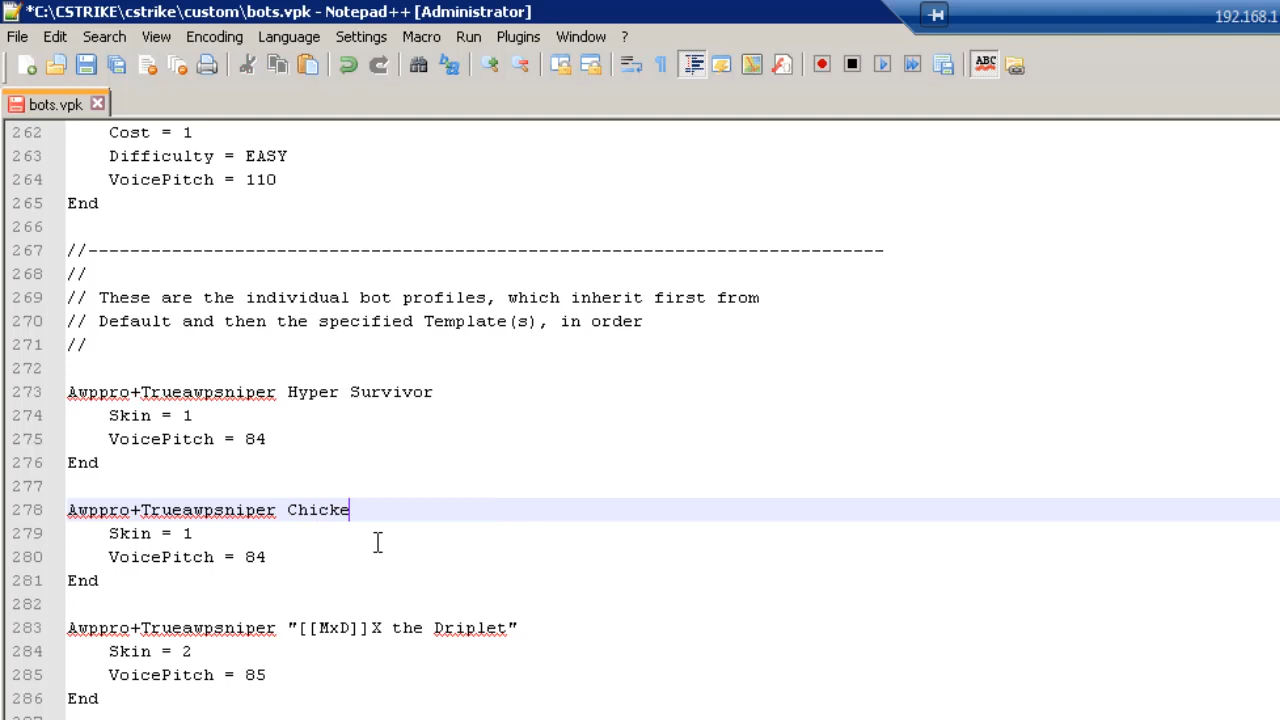 *C:\CSTRIKE\cstrike\custom\bots.vpk - Notepad++ [Administrator]
192.168.1
File Edit Search View Encoding Language Settings Macro Run Plugins Window ?
ABC
bots.vpk
262 Cost = 1
263 Difficulty = EASY
264 VoicePitch = 110
265 End
266
267 //----------------------------------------------------------------------------
268 //
269 // These are the individual bot profiles, which inherit first from
270 // Default and then the specified Template(s), in order
271 //
272
273 Awppro+Trueawpsniper Hyper Survivor
274 Skin = 1
275 VoicePitch = 84
276 End
277
278 Awppro+Trueawpsniper Chicke
279 Skin = 1
280 VoicePitch = 84
281 End
282
283 Awppro+Trueawpsniper "[[MxD]]X the Driplet"
284 Skin = 2
285 VoicePitch = 85
286 End